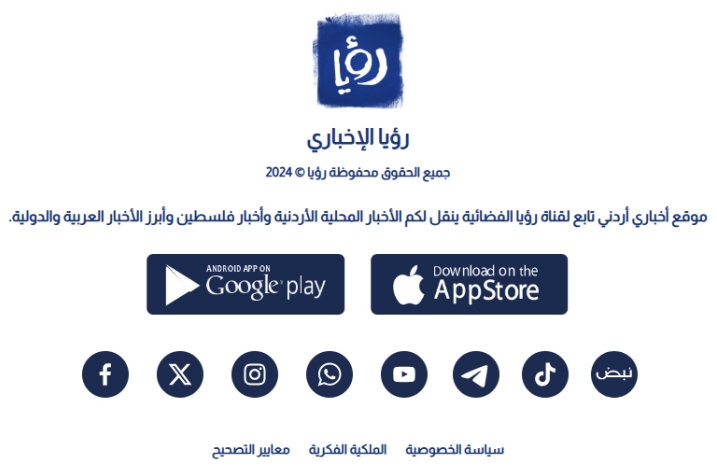 رؤيا
رؤيا الإخباري
جميع الحقوق محفوظة رؤيا © 2024
موقع أخباري أردني تابع لقناة رؤيا الفضائية ينقل لكم الأخبار المحلية الأردنية وأخبار فلسطين وأبرز الأخبار العربية والدولية.
ANDROID APP ON
Google play
Download on the
AppStore
نبض
سياسة الخصوصية الملكية الفكرية معايير التصحيح